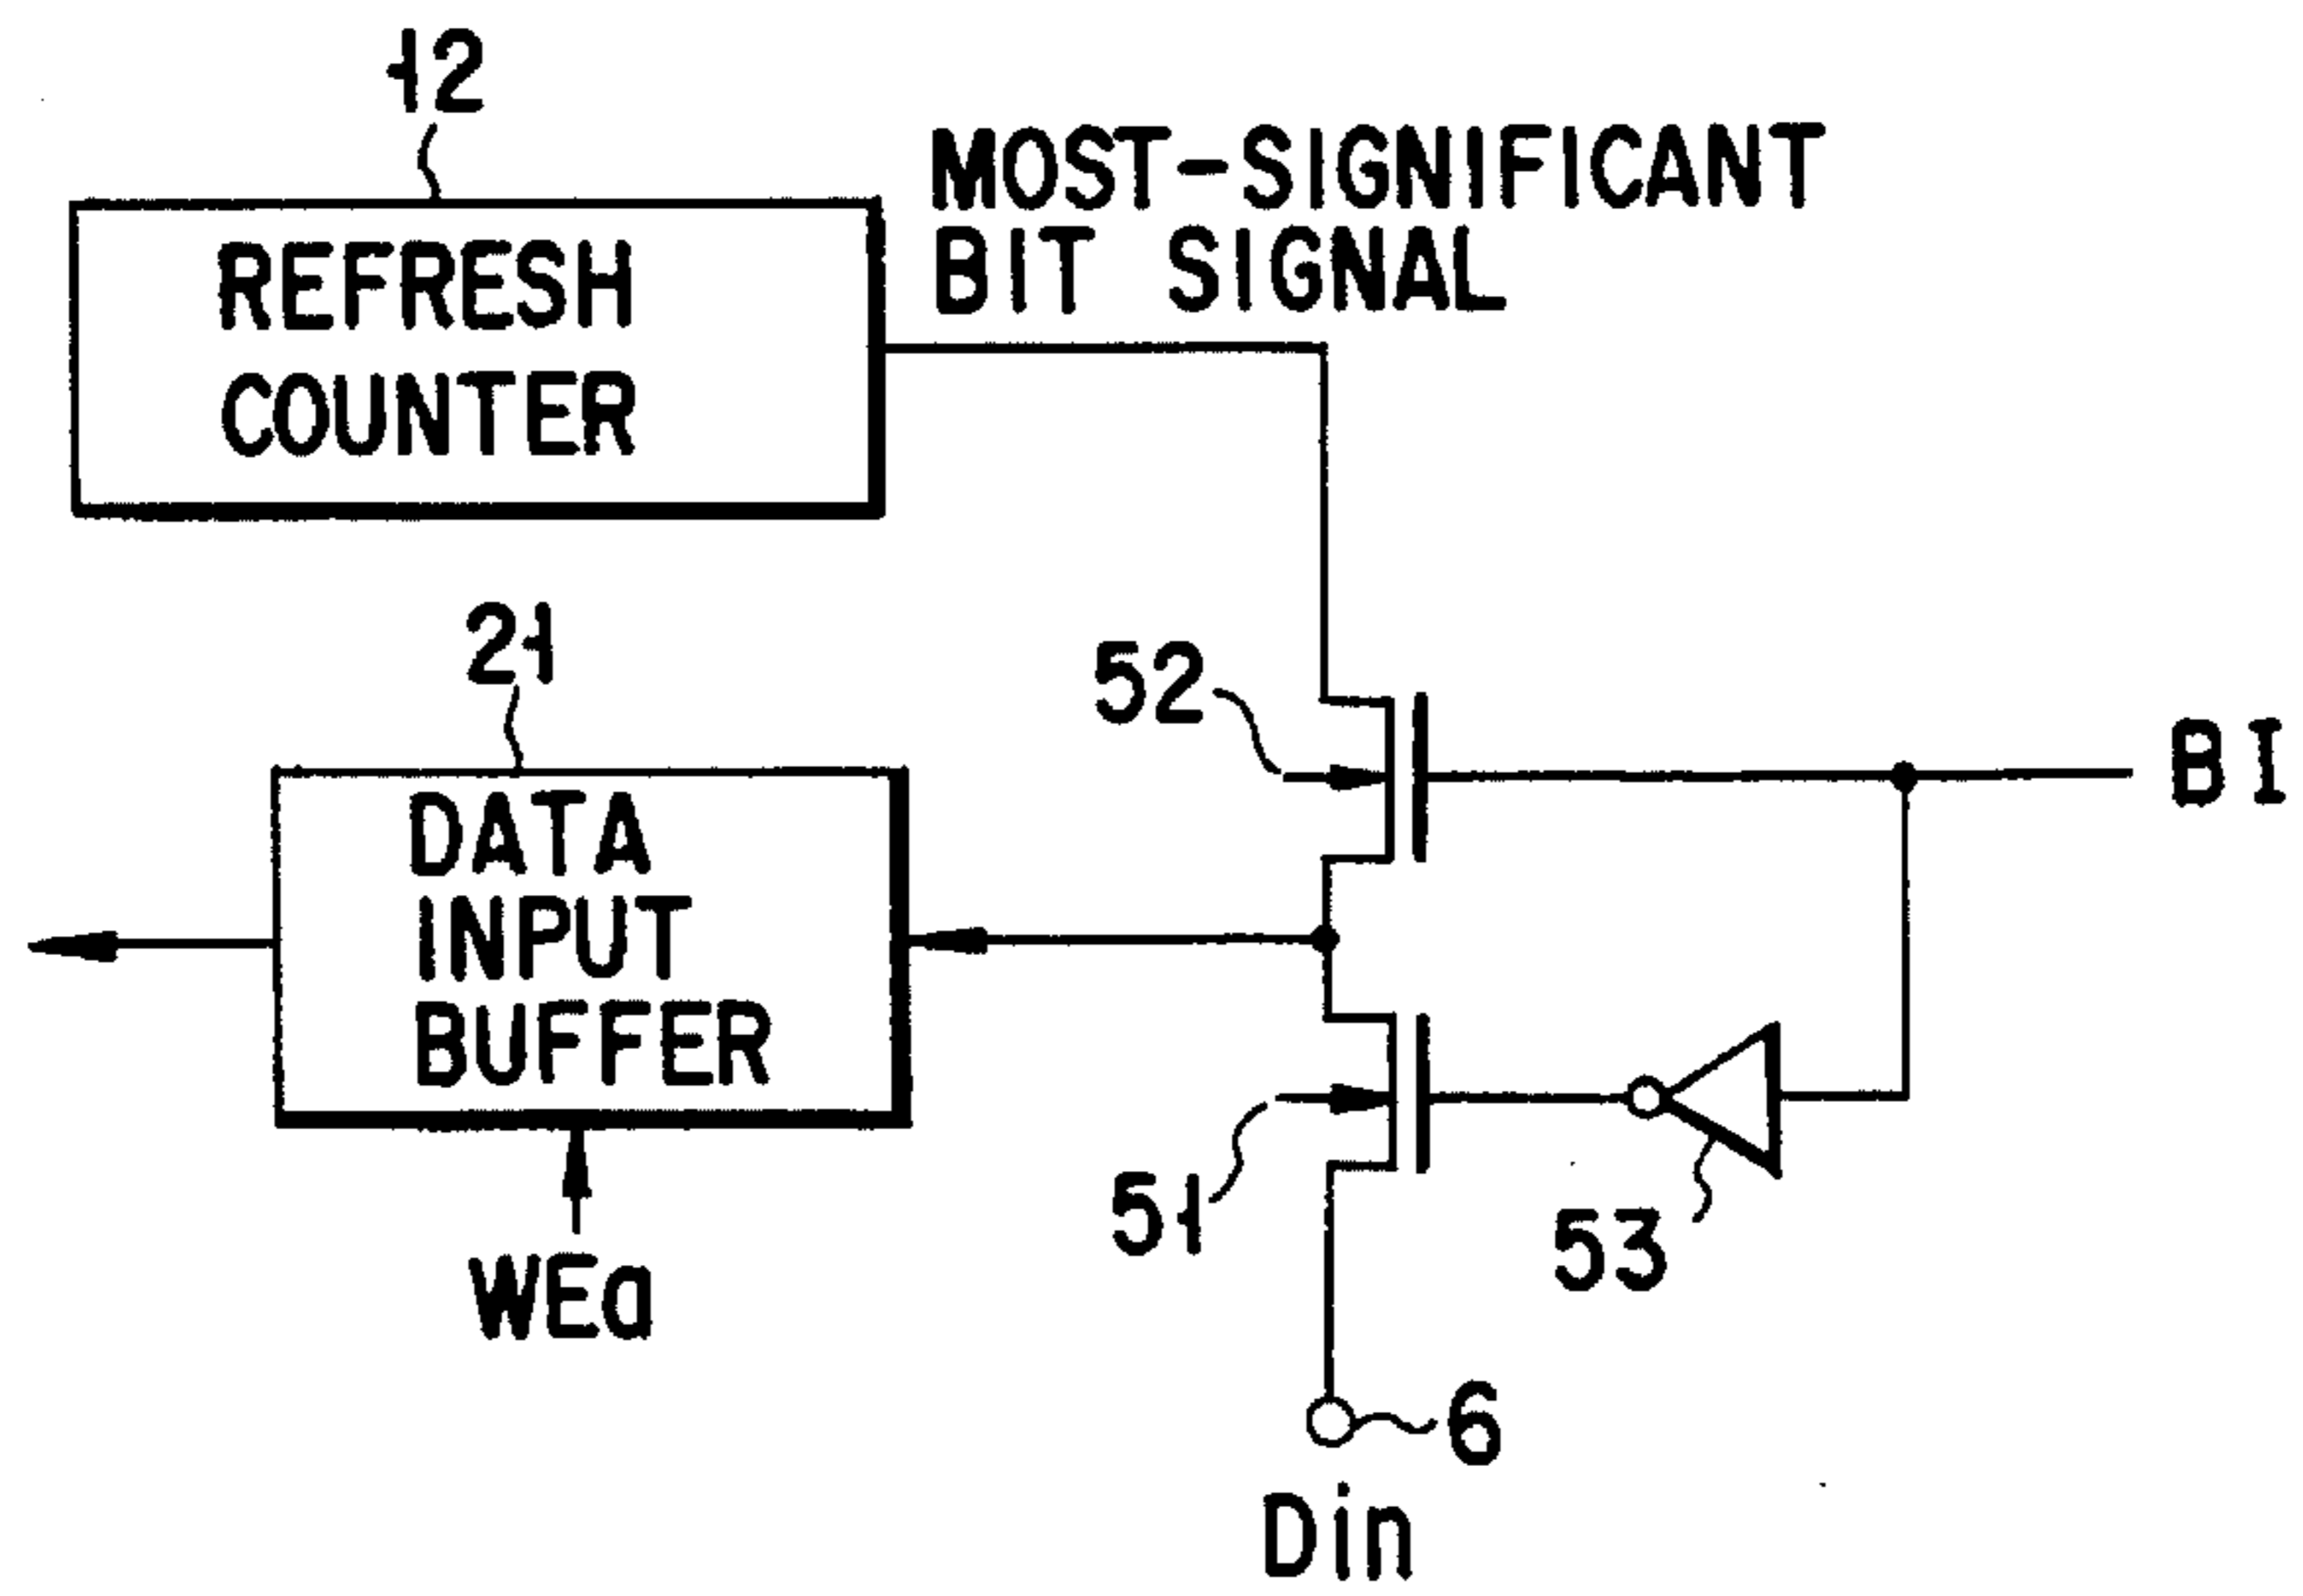 12
MOST-SIGNIFICANT
BIT SIGNAL
REFRESH
COUNTER
21
52
BI
DATA
INPUT
BUFFER
51
53
WEa
6
Din